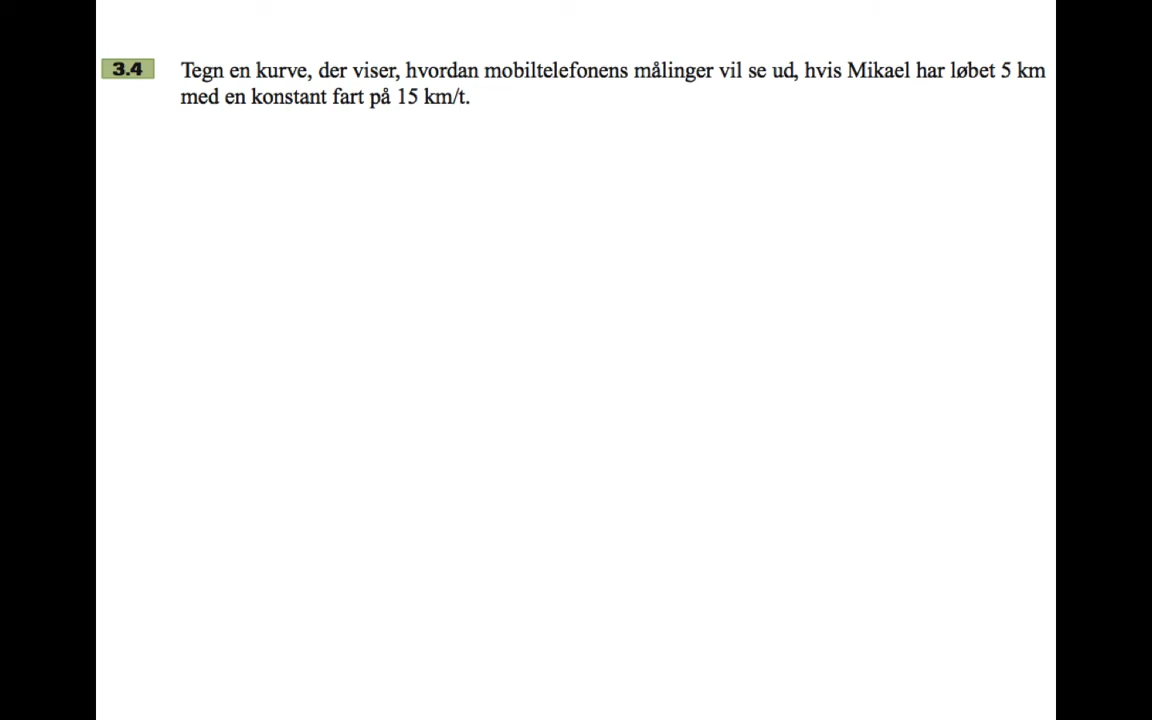 3.4 Tegn en kurve, der viser, hvordan mobiltelefonens målinger vil se ud, hvis Mikael har løbet 5 km
med en konstant fart på 15 km/t.